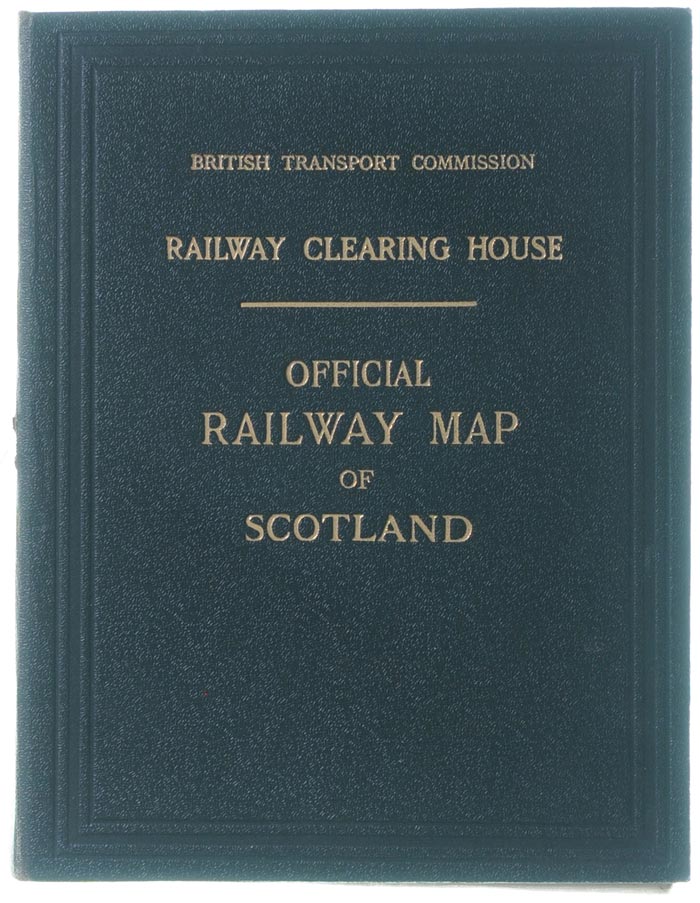 BRITISH TRANSPORT COMMISSION
RAILWAY CLEARING HOUSE
OFFICIAL
RAILWAY MAP
OF
SCOTLAND